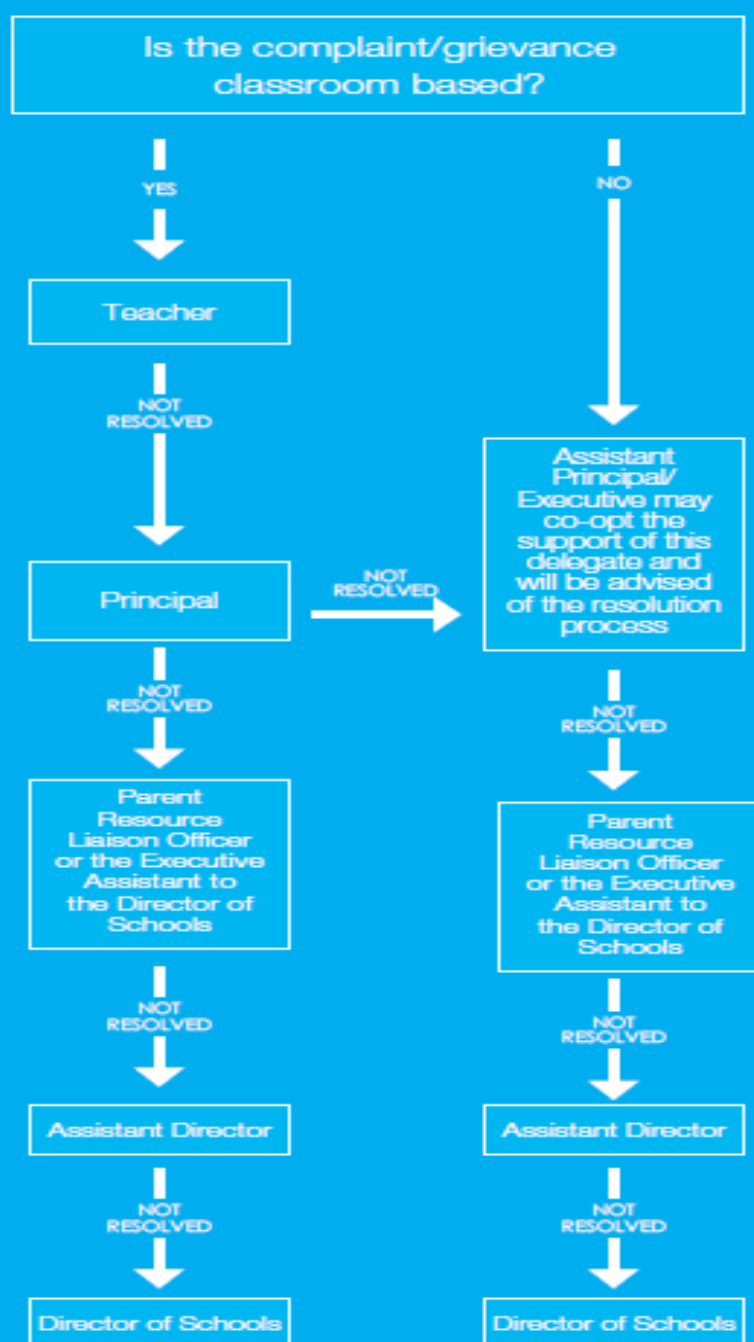 Is the complaint/grievance
classroom based?
YES
NO
Teacher
NOT
RESOLVED
Assistant
Principal/
Executive may
co-opt the
support of this
delegate and
will be advised
of the resolution
process
Principal
NOT
RESOLVED
NOT
RESOLVED
NOT
RESOLVED
Parent
Resource
Liaison Officer
or the Executive
Assistant to
the Director of
Schools
Parent
Resource
Liaison Officer
or the Executive
Assistant to
the Director of
Schools
NOT
RESOLVED
NOT
RESOLVED
Assistant Director
Assistant Director
NOT
RESOLVED
NOT
RESOLVED
Director of Schools
Director of Schools